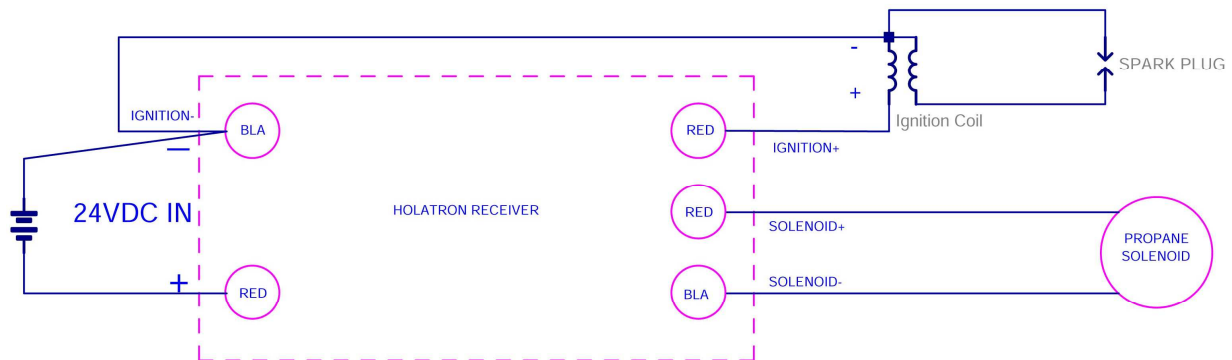 -
SPARK PLUG
+
IGNITION-
BLA
RED
Ignition Coil
IGNITION+
—
24VDC IN
HOLATRON RECEIVER
RED
SOLENOID+
PROPANE
SOLENOID
+
RED
SOLENOID-
BLA